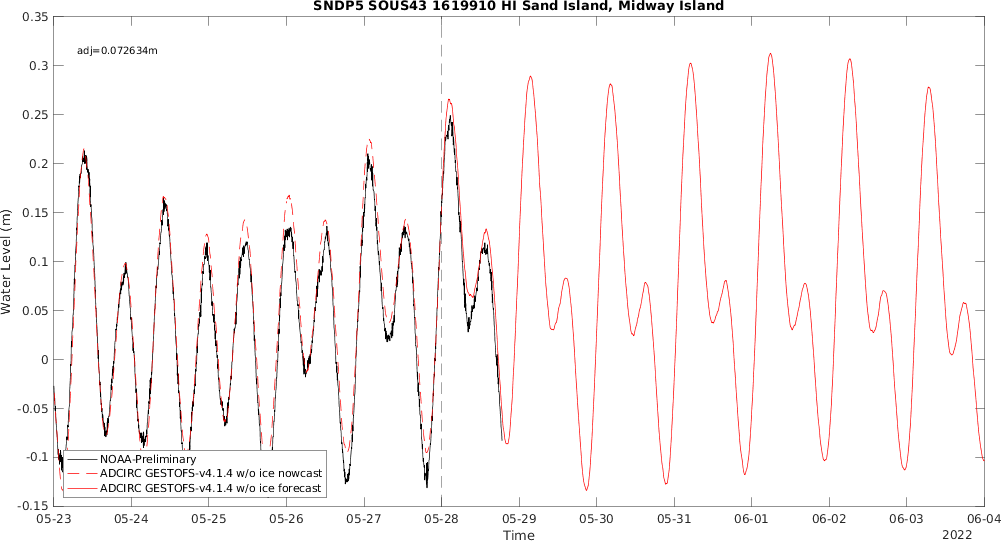 SNDP5 SOUS43 1619910 HI Sand Island, Midway Island
adj=0.072634m
0.35
0.3
0.25
0.2
0.15
0.1
0.05
0
-0.05
-0.1
-0.15
Water Level (m)
NOAA-Preliminary
ADCIRC GESTOFS-v4.1.4 w/o ice nowcast
ADCIRC GESTOFS-v4.1.4 w/o ice forecast
05-23 05-24 05-25 05-26 05-27 05-28 05-29 05-30 05-31 06-01 06-02 06-03 06-04
Time
2022